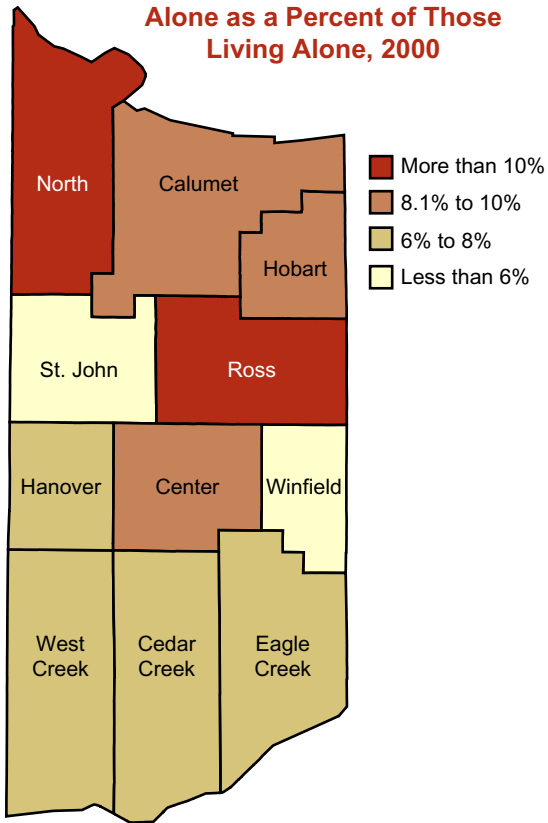 Alone as a Percent of Those
Living Alone, 2000
More than 10%
North
Calumet
8.1% to 10%
6% to 8%
Hobart
Less than 6%
St. John
Ross
Hanover
Center
Winfield
West
Creek
Cedar
Creek
Eagle
Creek